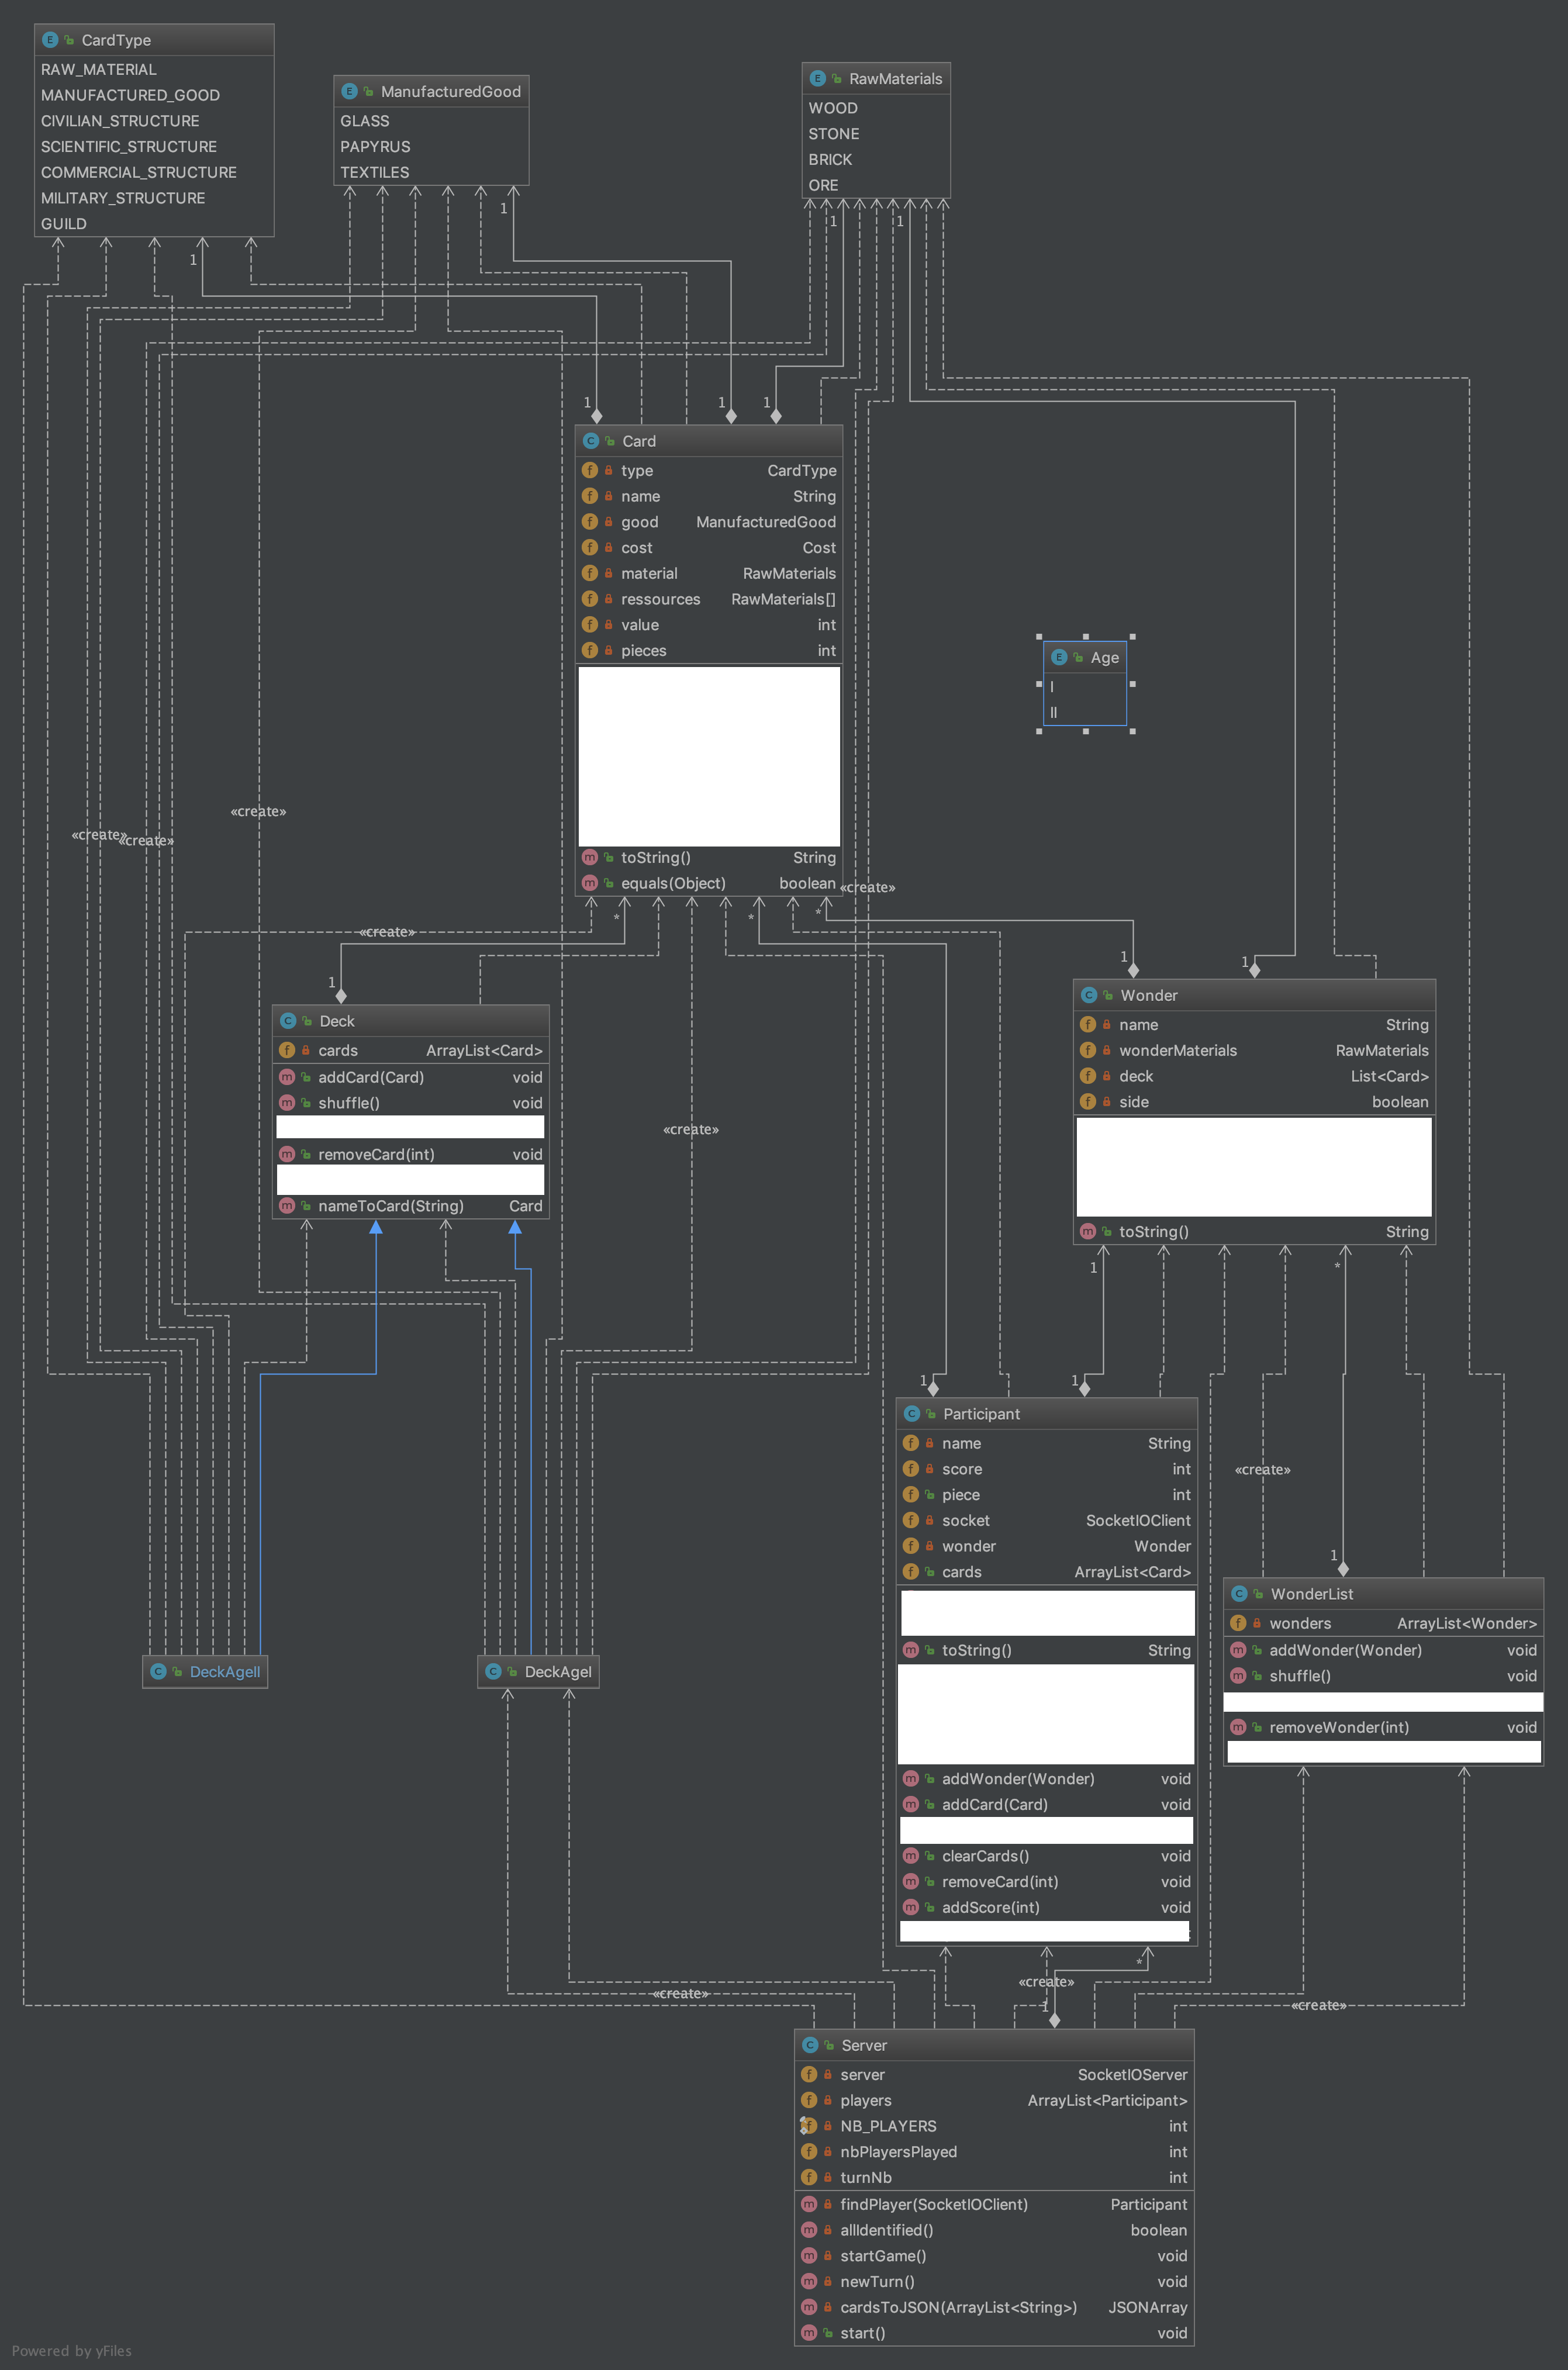 CardType
RAW_MATERIAL
MANUFACTURED_GOOD
CIVILIAN_STRUCTURE
SCIENTIFIC_STRUCTURE
COMMERCIAL_STRUCTURE
MILITARY_STRUCTURE
GUILD
ManufacturedGood
GLASS
PAPYRUS
TEXTILES
RawMaterials
WOOD
STONE
BRICK
ORE
1
1
1
1
1
1
1
1
Card
type CardType
name String
good ManufacturedGood
cost Cost
material RawMaterials
ressources RawMaterials[]
value int
pieces int
toString() String
equals(Object) boolean
Age
I
II
«create»
«create»
«create»
«create»
«create»
*
*
*
1
1
1
Deck
cards ArrayList<Card>
addCard(Card) void
shuffle() void
removeCard(int) void
nameToCard(String) Card
«create»
Wonder
name String
wonderMaterials RawMaterials
deck List<Card>
side boolean
toString() String
1
*
1
1
Participant
name String
score int
piece int
socket SocketIOClient
wonder Wonder
cards ArrayList<Card>
toString() String
addWonder(Wonder) void
addCard(Card) void
clearCards() void
removeCard(int) void
addScore(int) void
«create»
1
WonderList
wonders ArrayList<Wonder>
addWonder(Wonder) void
shuffle() void
removeWonder(int) void
DeckAgeII
DeckAgeI
*
«create»
«create»
1
«create»
Server
server SocketIOServer
players ArrayList<Participant>
NB_PLAYERS int
nbPlayersPlayed int
turnNb int
findPlayer(SocketIOClient) Participant
allIdentified() boolean
startGame() void
newTurn() void
cardsToJSON(ArrayList<String>) JSONArray
start() void
Powered by yFiles